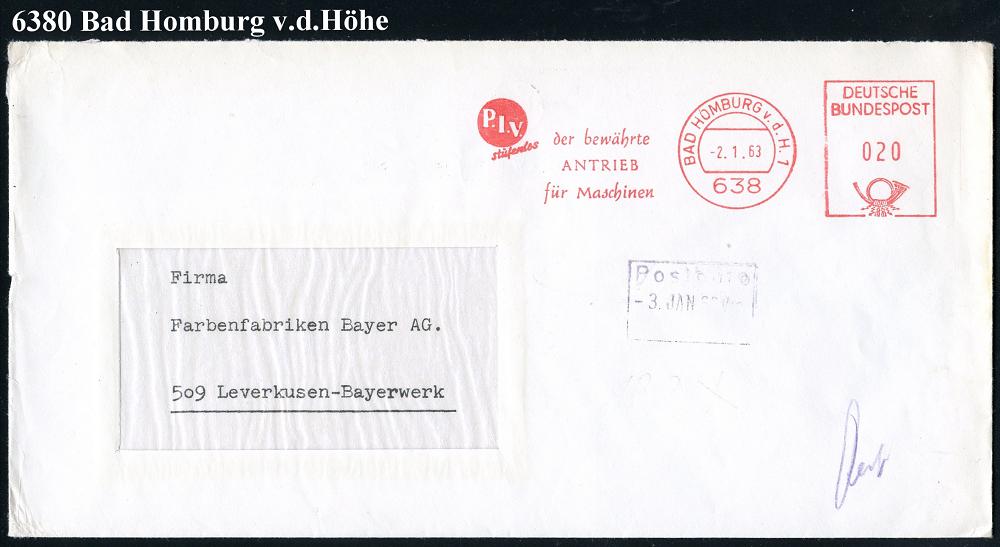 6380 Bad Homburg v.d.Höhe
P.I.V.
stufenlos
der bewährte
ANTRIEB
für Maschinen
BAD HOMBURG v.d.H. 1
-2.1.63
638
DEUTSCHE
BUNDESPOST
020
-3. JAN
Firma
Farbenfabriken Bayer AG.
509 Leverkusen-Bayerwerk